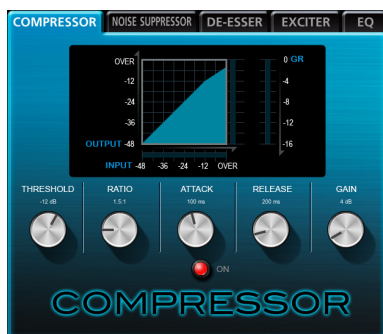 COMPRESSOR NOISE SUPPRESSOR DE-ESSER EXCITER EQ
OVER 0 GR
-12 -4
-24 -8
-36 -12
OUTPUT -48 -16
INPUT -48 -36 -24 -12 OVER
THRESHOLD RATIO ATTACK RELEASE GAIN
-12 dB 1.5:1 100 ms 200 ms 4 dB
ON
COMPRESSOR